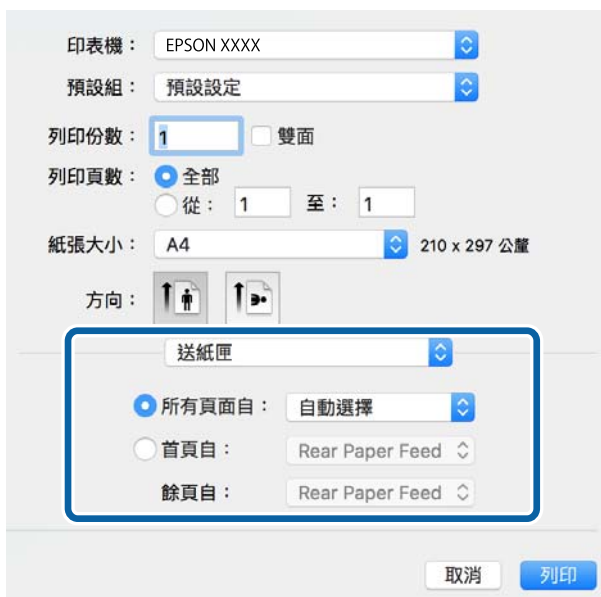 印表機： EPSON XXXX
預設組： 預設設定
列印份數： 1 雙面
列印頁數： 全部
從： 1 至： 1
紙張大小： A4 210 x 297 公釐
方向：
送紙匣
所有頁面自： 自動選擇
首頁自： Rear Paper Feed
餘頁自： Rear Paper Feed
取消 列印